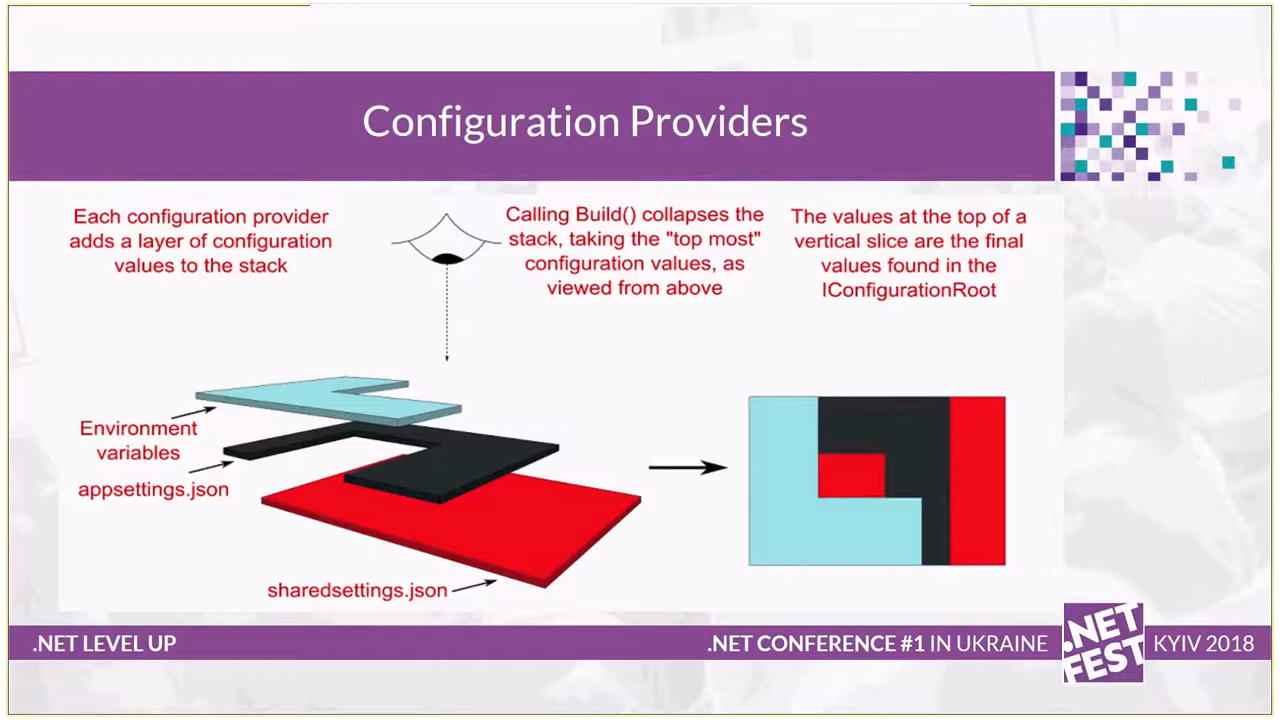 Configuration Providers
Each configuration provider
adds a layer of configuration
values to the stack
Calling Build() collapses the
stack, taking the "top most"
configuration values, as
viewed from above
The values at the top of a
vertical slice are the final
values found in the
IConfigurationRoot
Environment
variables
appsettings.json
sharedsettings.json
.NET LEVEL UP
.NET CONFERENCE #1 IN UKRAINE
.NET
FEST
KYIV 2018